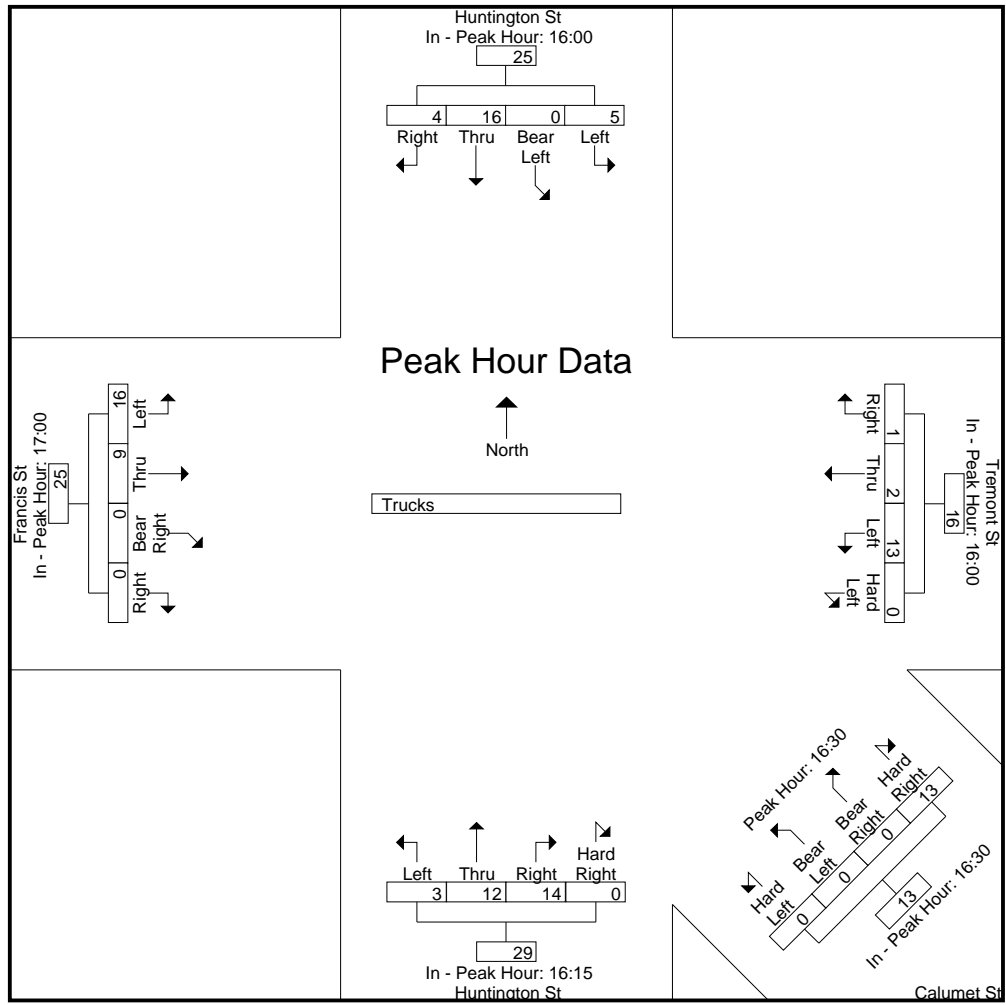 Huntington St
In - Peak Hour: 16:00
25
4 16 0 5
Right Thru Bear Left Left
Peak Hour Data
North
Trucks
Francis St
In - Peak Hour: 17:00
25
16 9 0 0
Left Thru Bear Right Right
Tremont St
In - Peak Hour: 16:00
16
1 2 13 0
Right Thru Left Hard Left
Peak Hour: 16:30
Hard Left Bear Left Bear Right Hard Right
0 0 0 13
13
In - Peak Hour: 16:30
Calumet St
Left Thru Right Hard Right
3 12 14 0
29
In - Peak Hour: 16:15
Huntington St